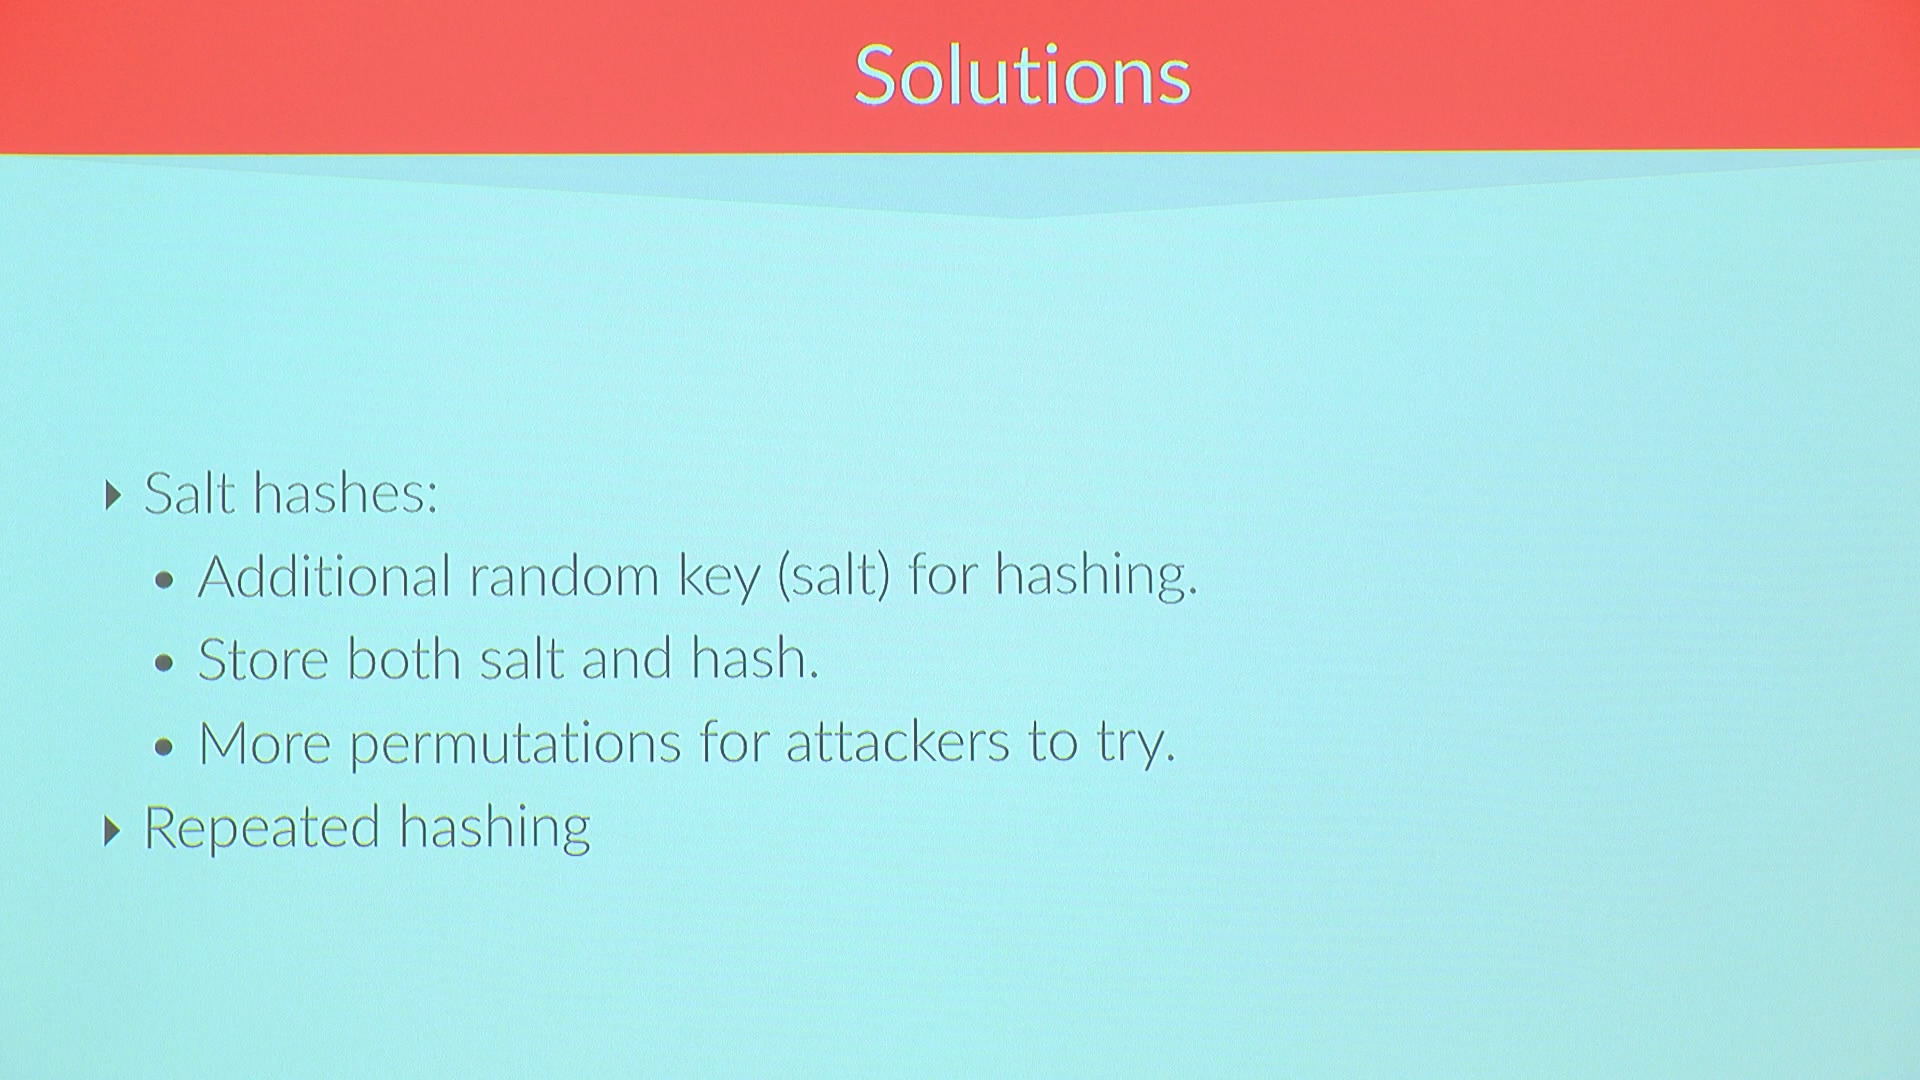 Solutions
Salt hashes:
Additional random key (salt) for hashing.
Store both salt and hash.
More permutations for attackers to try.
Repeated hashing